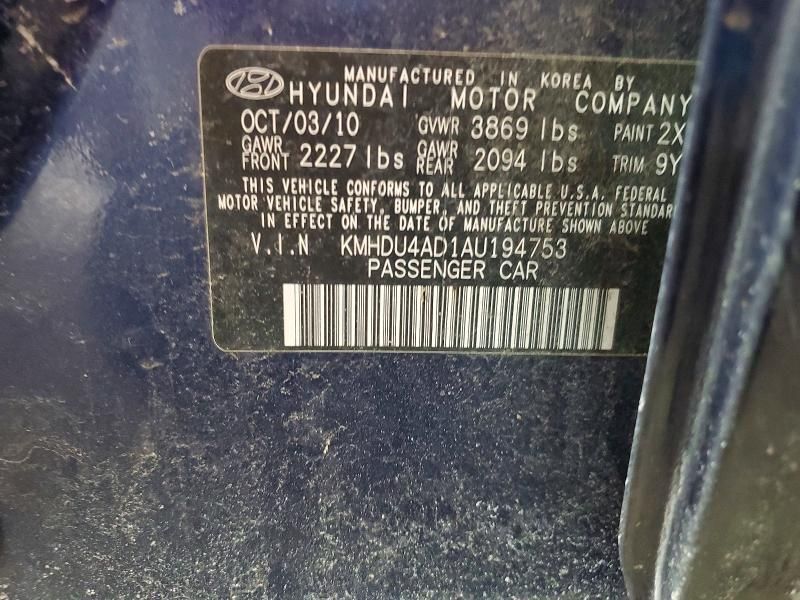 MANUFACTURED IN KOREA BY
HYUNDAI MOTOR COMPANY
OCT/03/10 GVWR 3869 lbs PAINT 2X
GAWR FRONT 2227 lbs GAWR REAR 2094 lbs TRIM 9Y
THIS VEHICLE CONFORMS TO ALL APPLICABLE U.S.A. FEDERAL
MOTOR VEHICLE SAFETY, BUMPER, AND THEFT PREVENTION STANDAR
IN EFFECT ON THE DATE OF MANUFACTURE SHOWN ABOVE
V.I.N KMHDU4AD1AU194753
PASSENGER CAR